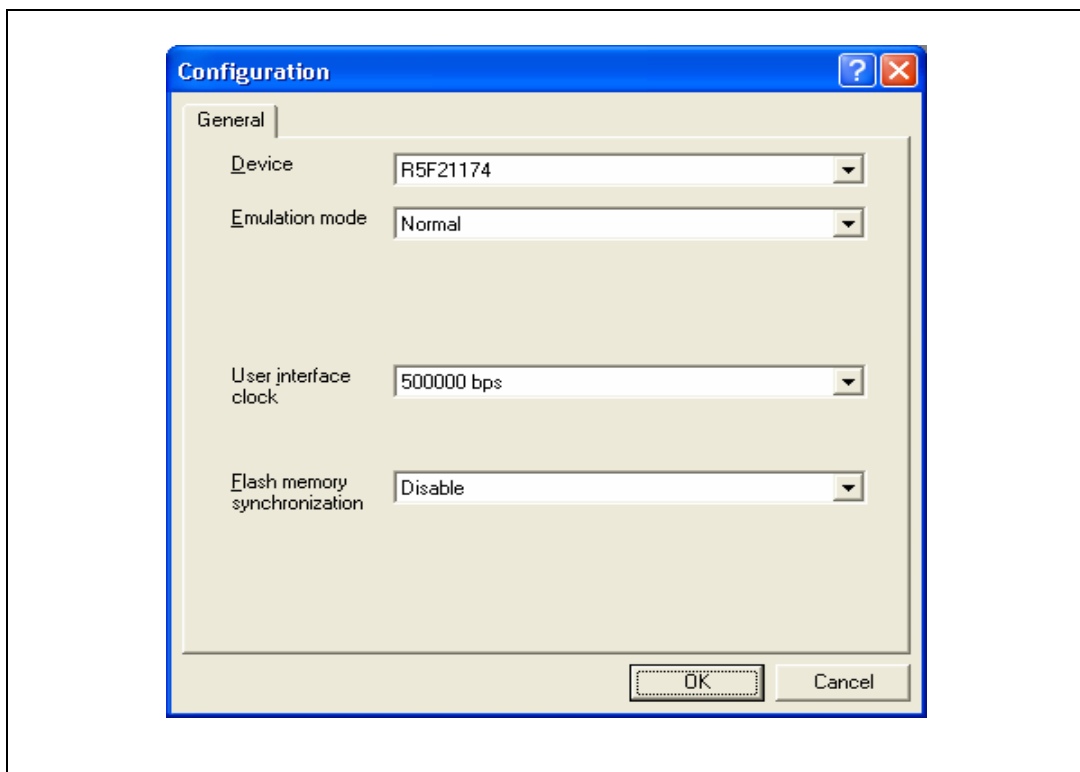 Configuration
General
Device
R5F21174
Emulation mode
Normal
User interface
clock
500000 bps
Flash memory
synchronization
Disable
OK
Cancel